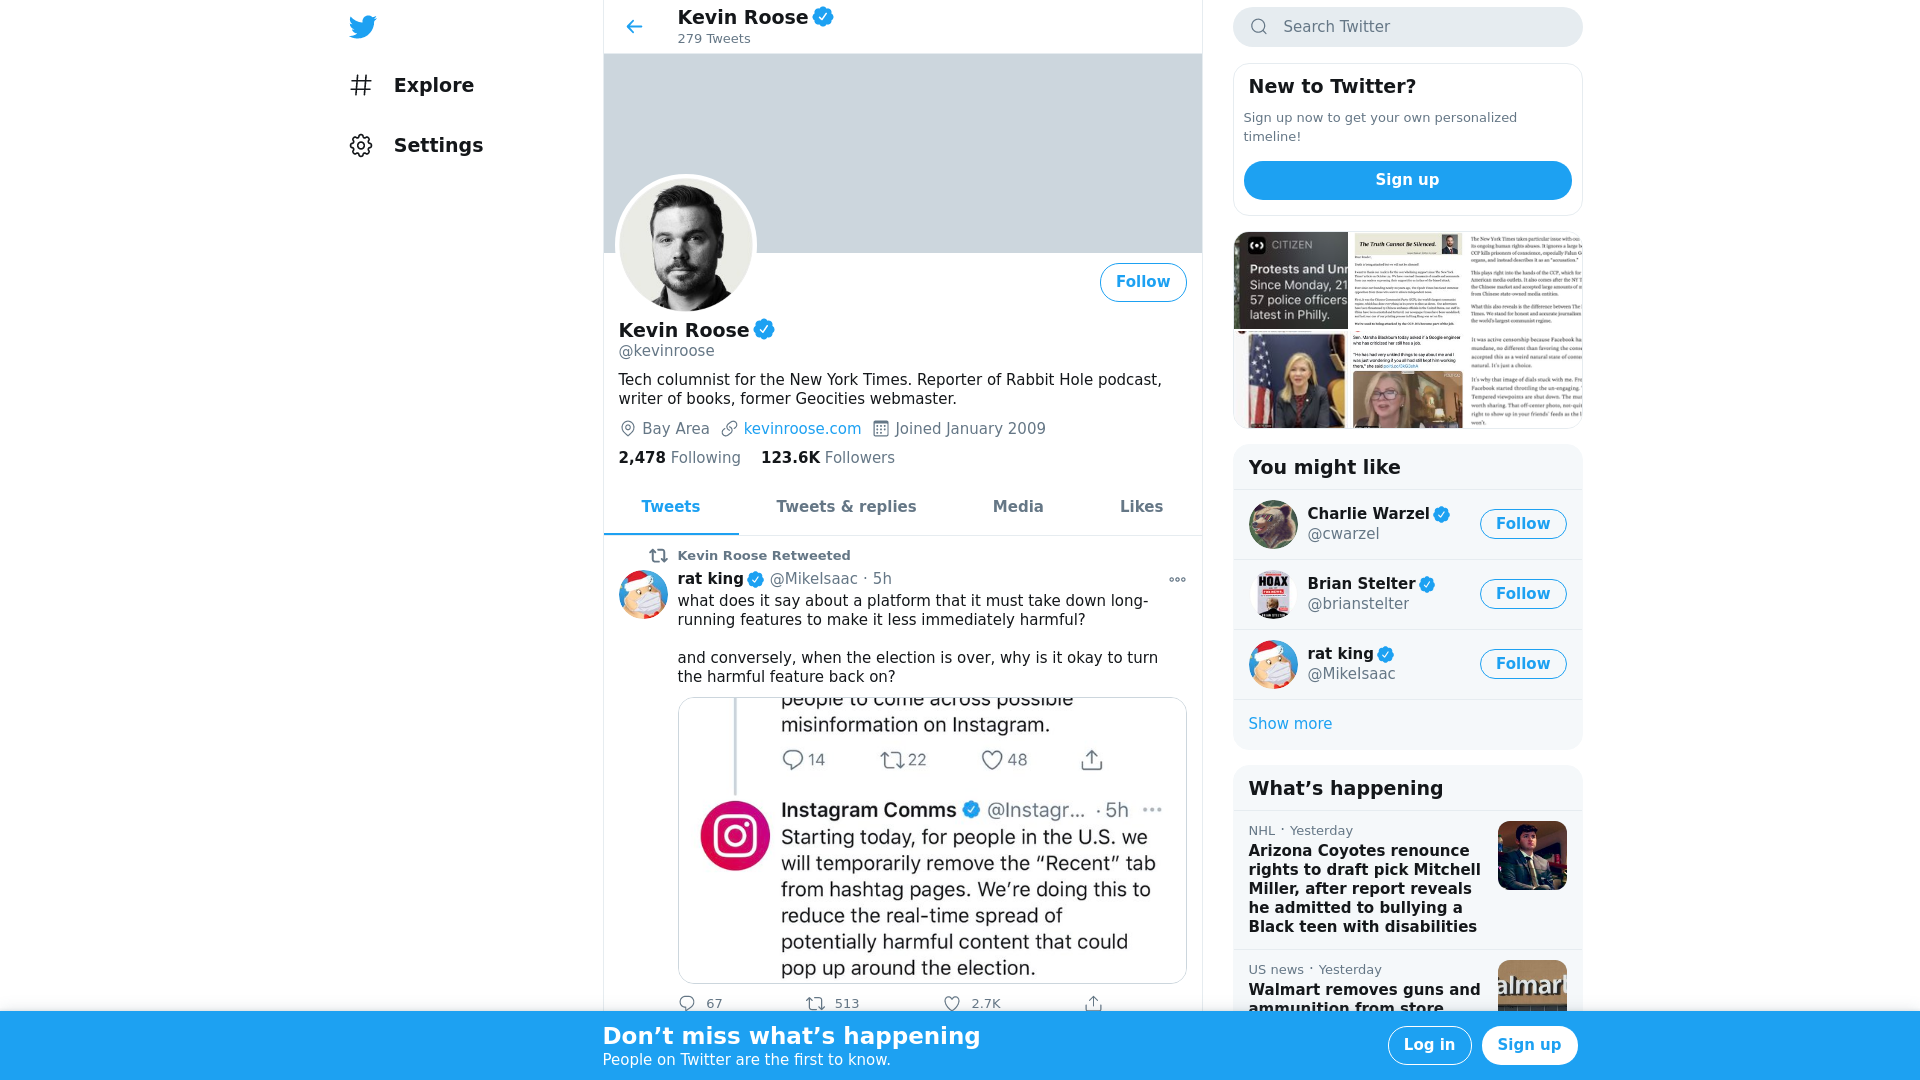 Kevin Roose
279 Tweets
Explore
Settings
Follow
Kevin Roose
@kevinroose
Tech columnist for the New York Times. Reporter of Rabbit Hole podcast,
writer of books, former Geocities webmaster.
Bay Area kevinroose.com Joined January 2009
2,478 Following 123.6K Followers
Tweets Tweets & replies Media Likes
Kevin Roose Retweeted
rat king @MikeIsaac · 5h
what does it say about a platform that it must take down long-
running features to make it less immediately harmful?
and conversely, when the election is over, why is it okay to turn
the harmful feature back on?
people to come across possible
misinformation on Instagram.
14 22 48
Instagram Comms @Instagr... · 5h
Starting today, for people in the U.S. we
will temporarily remove the “Recent” tab
from hashtag pages. We’re doing this to
reduce the real-time spread of
potentially harmful content that could
pop up around the election.
67 513 2.7K
Search Twitter
New to Twitter?
Sign up now to get your own personalized
timeline!
Sign up
CITIZEN
Protests and Unr
Since Monday, 21
57 police officers
latest in Philly.
The Truth Cannot Be Silenced.
You might like
Charlie Warzel
@cwarzel
Follow
HOAX
Brian Stelter
@brianstelter
Follow
rat king
@MikeIsaac
Follow
Show more
What’s happening
NHL · Yesterday
Arizona Coyotes renounce
rights to draft pick Mitchell
Miller, after report reveals
he admitted to bullying a
Black teen with disabilities
US news · Yesterday
Walmart removes guns and
ammunition from store
almart
Don’t miss what’s happening
People on Twitter are the first to know.
Log in
Sign up